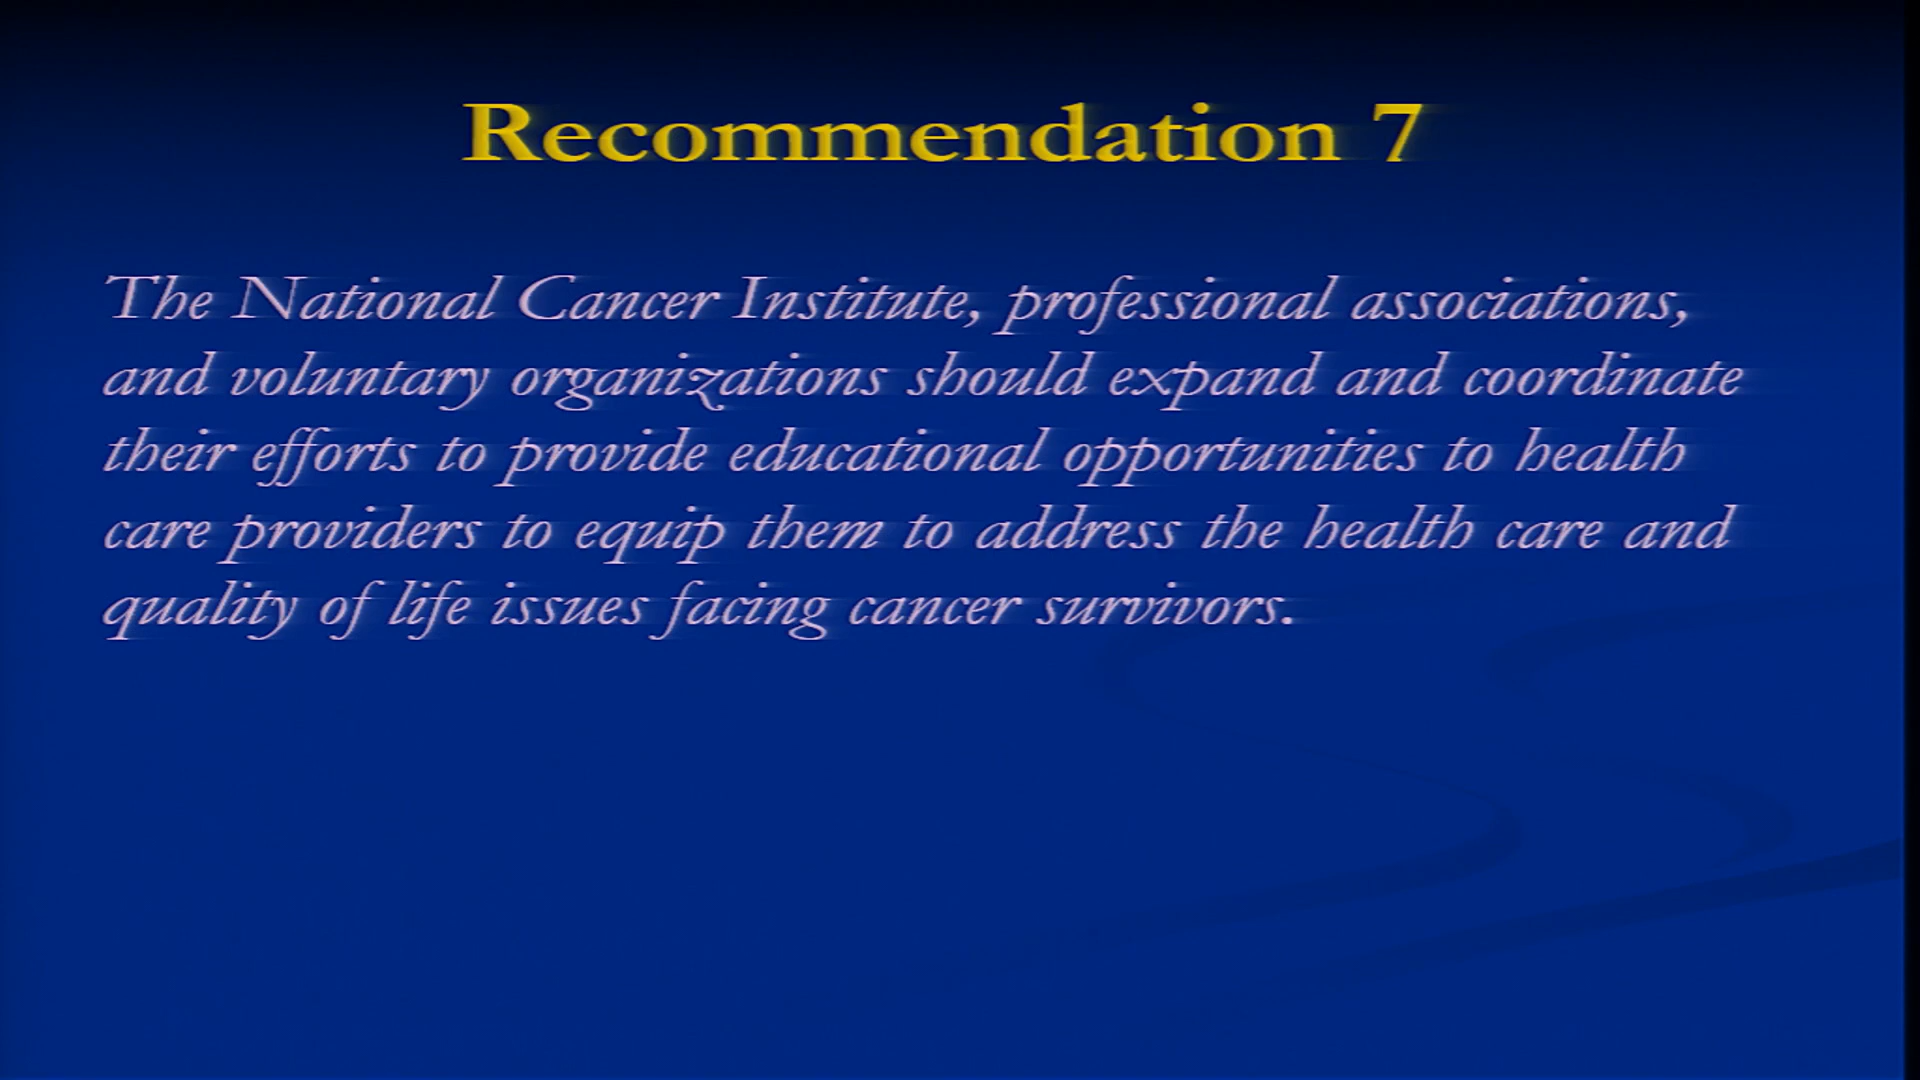 Recommendation 7
The National Cancer Institute, professional associations,
and voluntary organizations should expand and coordinate
their efforts to provide educational opportunities to health
care providers to equip them to address the health care and
quality of life issues facing cancer survivors.